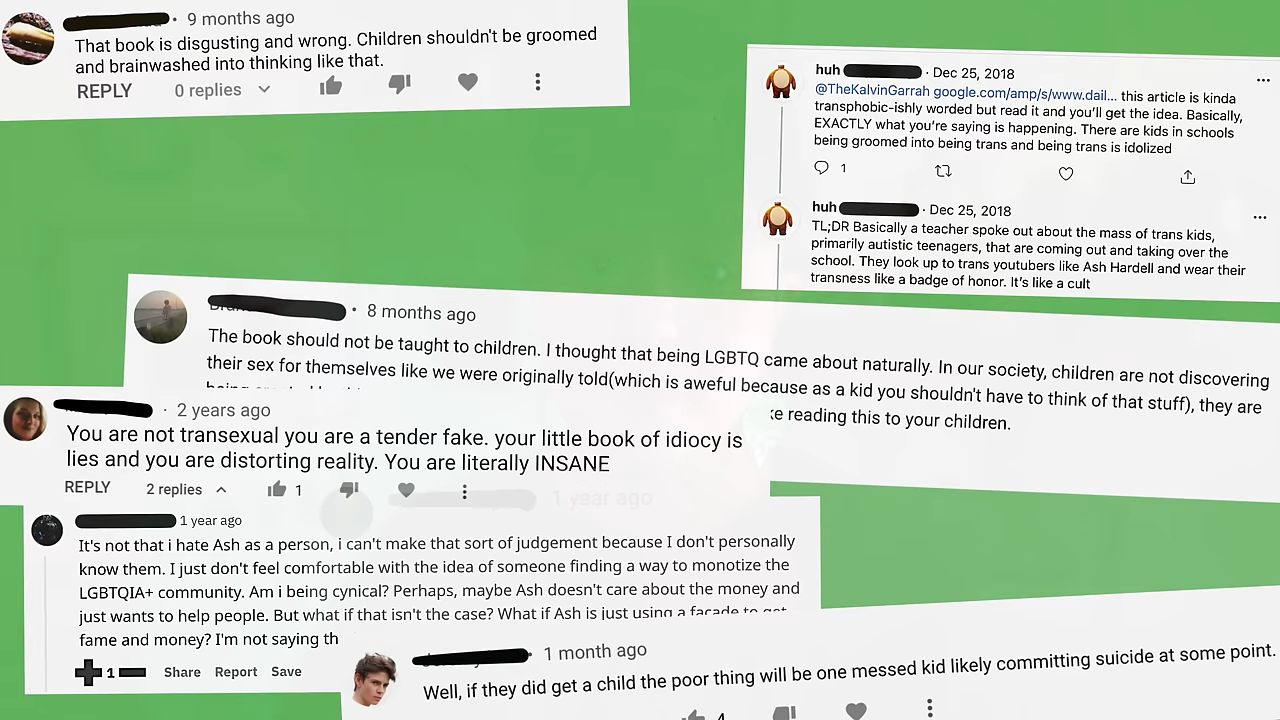 9 months ago
That book is disgusting and wrong. Children shouldn't be groomed
and brainwashed into thinking like that.
REPLY 0 replies
huh · Dec 25, 2018
@TheKalvinGarrah google.com/amp/s/www.dail... this article is kinda
transphobic-ishly worded but read it and you'll get the idea. Basically,
EXACTLY what you're saying is happening. There are kids in schools
being groomed into being trans and being trans is idolized
1
huh · Dec 25, 2018
TL;DR Basically a teacher spoke out about the mass of trans kids,
primarily autistic teenagers, that are coming out and taking over the
school. They look up to trans youtubers like Ash Hardell and wear their
transness like a badge of honor. It's like a cult
8 months ago
The book should not be taught to children. I thought that being LGBTQ came about naturally. In our society, children are not discovering
their sex for themselves like we were originally told(which is aweful because as a kid you shouldn't have to think of that stuff), they are
reading this to your children.
2 years ago
You are not transexual you are a tender fake. your little book of idiocy is
lies and you are distorting reality. You are literally INSANE
REPLY 2 replies 1
1 year ago
1 year ago
It's not that i hate Ash as a person, i can't make that sort of judgement because I don't personally
know them. I just don't feel comfortable with the idea of someone finding a way to monotize the
LGBTQIA+ community. Am i being cynical? Perhaps, maybe Ash doesn't care about the money and
just wants to help people. But what if that isn't the case? What if Ash is just using a facade to get
fame and money? I'm not saying th
1 Share Report Save
1 month ago
Well, if they did get a child the poor thing will be one messed kid likely committing suicide at some point.
4